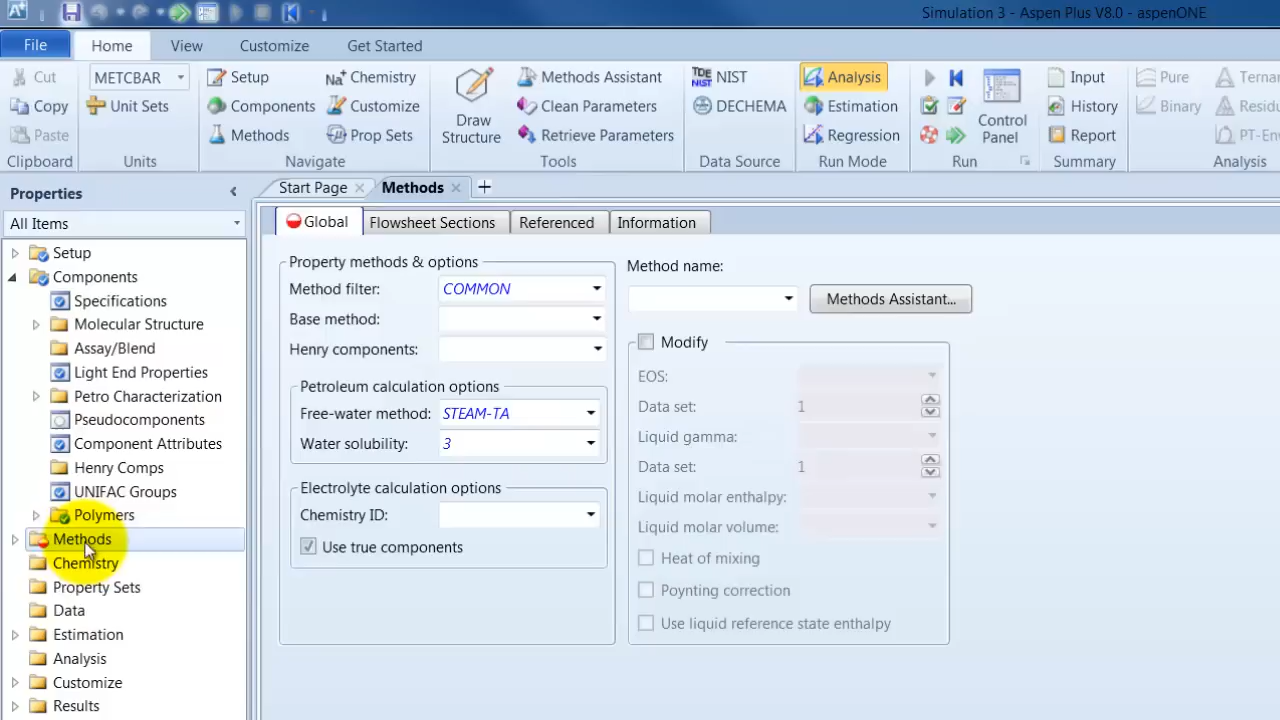 Simulation 3 - Aspen Plus V8.0 - aspenONE
File Home View Customize Get Started
Cut METCBAR Setup Na+ Chemistry Methods Assistant TDE NIST Analysis Input Pure
Copy Unit Sets Components Customize Draw Structure Clean Parameters DECHEMA Estimation Control Panel History Binary
Paste Methods Prop Sets Retrieve Parameters Regression Report
Clipboard Units Navigate Tools Data Source Run Mode Run Summary Analysis
Properties Start Page Methods
All Items Global Flowsheet Sections Referenced Information
Setup
Components
Specifications
Molecular Structure
Assay/Blend
Light End Properties
Petro Characterization
Pseudocomponents
Component Attributes
Henry Comps
UNIFAC Groups
Polymers
Methods
Chemistry
Property Sets
Data
Estimation
Analysis
Customize
Results
Property methods & options
Method filter: COMMON
Base method:
Henry components:
Petroleum calculation options
Free-water method: STEAM-TA
Water solubility: 3
Electrolyte calculation options
Chemistry ID:
Use true components
Method name:
Methods Assistant...
Modify
EOS:
Data set: 1
Liquid gamma:
Data set: 1
Liquid molar enthalpy:
Liquid molar volume:
Heat of mixing
Poynting correction
Use liquid reference state enthalpy